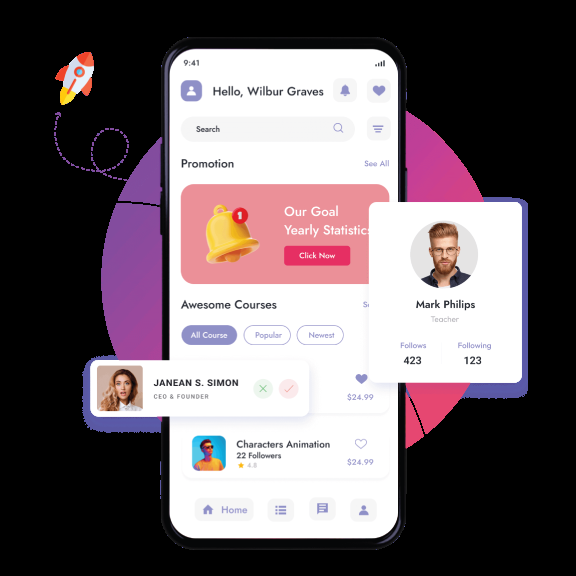 9:41
Hello, Wilbur Graves
Search
Promotion
See All
1
Our Goal
Yearly Statistics
Click Now
Mark Philips
Teacher
Follows
Following
423
123
Awesome Courses
All Course
Popular
Newest
JANEAN S. SIMON
CEO & FOUNDER
$24.99
Characters Animation
22 Followers
4.8
$24.99
Home